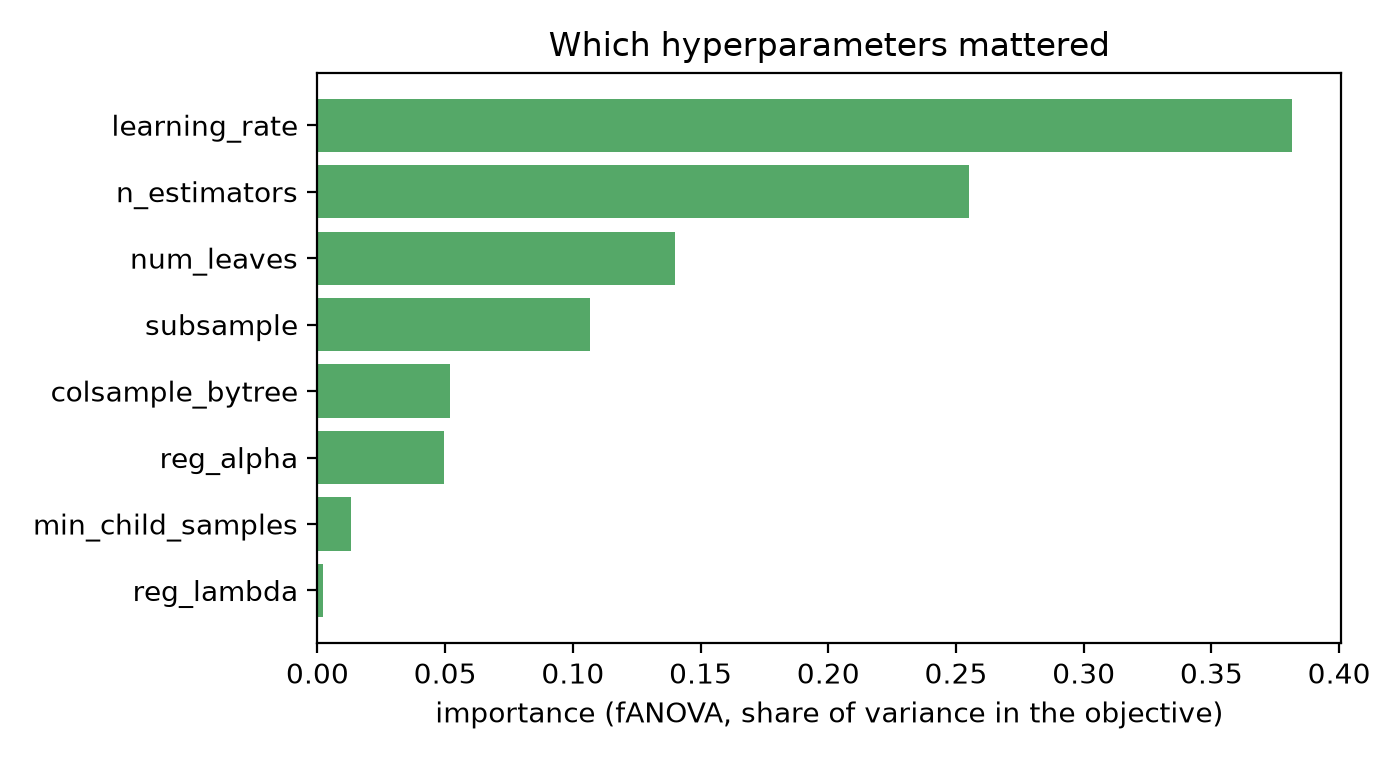 Which hyperparameters mattered
learning_rate
n_estimators
num_leaves
subsample
colsample_bytree
reg_alpha
min_child_samples
reg_lambda
0.00 0.05 0.10 0.15 0.20 0.25 0.30 0.35 0.40
importance (fANOVA, share of variance in the objective)